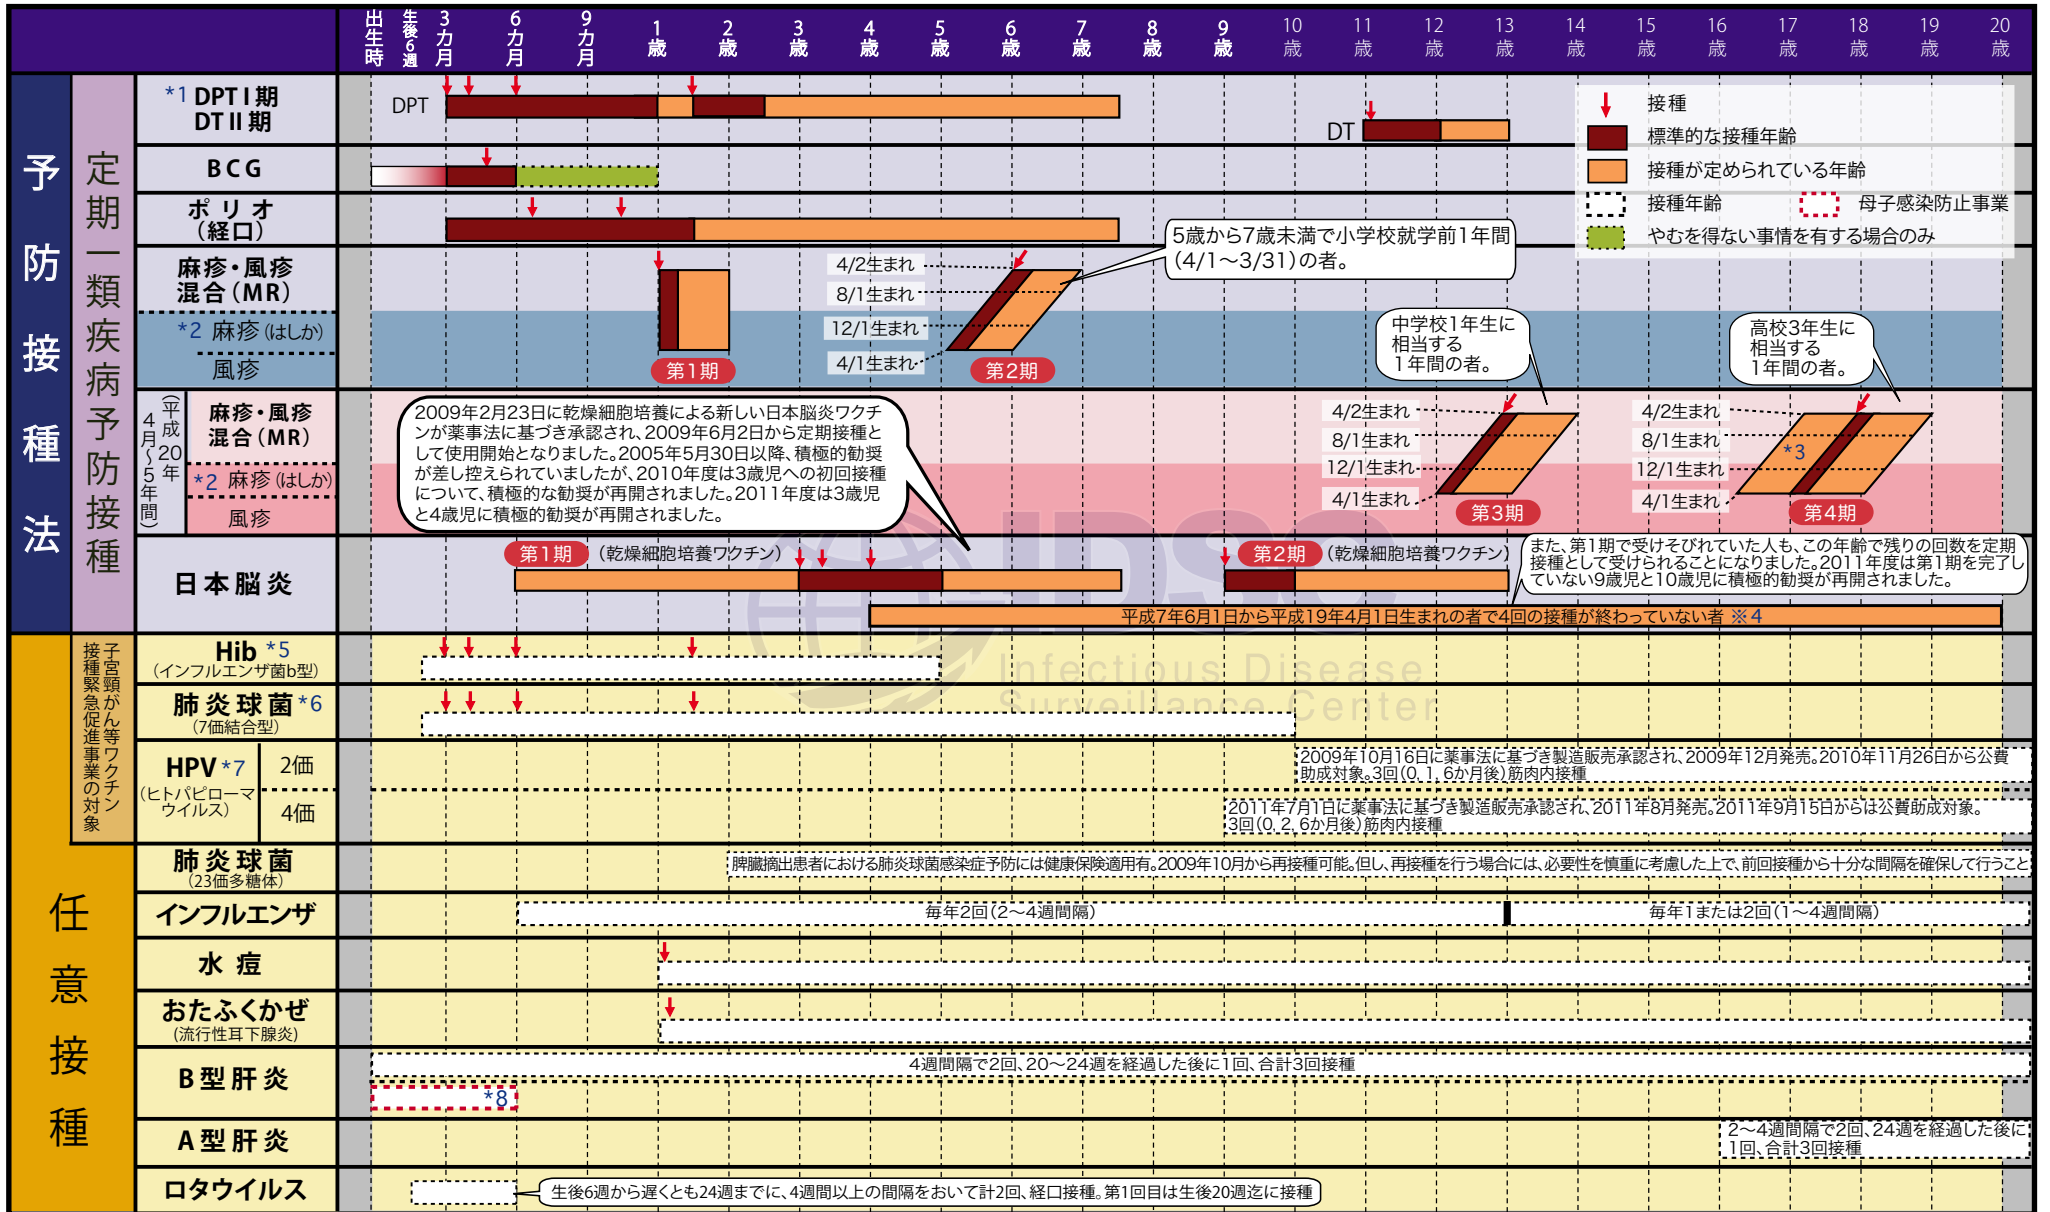 出生時
生後6週
3カ月
6カ月
9カ月
1歳
2歳
3歳
4歳
5歳
6歳
7歳
8歳
9歳
10歳
11歳
12歳
13歳
14歳
15歳
16歳
17歳
18歳
19歳
20歳
予防接種法
定期一類疾病予防接種
*1 DPT I 期
DT II 期
DPT
DT
接種
標準的な接種年齢
接種が定められている年齢
接種年齢
母子感染防止事業
やむを得ない事情を有する場合のみ
BCG
ポリオ
(経口)
麻疹・風疹
混合(MR)
*2 麻疹(はしか)
風疹
第1期
4/2生まれ
8/1生まれ
12/1生まれ
4/1生まれ
第2期
5歳から7歳未満で小学校就学前1年間
(4/1〜3/31)の者。
(平成20年
4月〜5年間)
麻疹・風疹
混合(MR)
*2 麻疹(はしか)
風疹
中学校1年生に
相当する
1年間の者。
4/2生まれ
8/1生まれ
12/1生まれ
4/1生まれ
第3期
高校3年生に
相当する
1年間の者。
4/2生まれ
8/1生まれ
12/1生まれ
4/1生まれ
*3
第4期
2009年2月23日に乾燥細胞培養による新しい日本脳炎ワクチ
ンが薬事法に基づき承認され、2009年6月2日から定期接種と
して使用開始となりました。2005年5月30日以降、積極的勧奨
が差し控えられていましたが、2010年度は3歳児への初回接種
について、積極的な勧奨が再開されました。2011年度は3歳児
と4歳児に積極的勧奨が再開されました。
日本脳炎
第1期 (乾燥細胞培養ワクチン)
第2期 (乾燥細胞培養ワクチン)
また、第1期で受けそびれていた人も、この年齢で残りの回数を定期
接種として受けられることになりました。2011年度は第1期を完了し
ていない9歳児と10歳児に積極的勧奨が再開されました。
平成7年6月1日から平成19年4月1日生まれの者で4回の接種が終わっていない者 ※4
IDSC
Infectious Disease
Surveillance Center
子宮頸がん等ワクチン
接種緊急促進事業の対象
Hib *5
(インフルエンザ菌b型)
肺炎球菌 *6
(7価結合型)
HPV *7
(ヒトパピローマ
ウイルス)
2価
2009年10月16日に薬事法に基づき製造販売承認され、2009年12月発売。2010年11月26日から公費
助成対象。3回(0, 1, 6か月後)筋肉内接種
4価
2011年7月1日に薬事法に基づき製造販売承認され、2011年8月発売。2011年9月15日からは公費助成対象。
3回(0, 2, 6か月後)筋肉内接種
任意接種
肺炎球菌
(23価多糖体)
脾臓摘出患者における肺炎球菌感染症予防には健康保険適用有。2009年10月から再接種可能。但し、再接種を行う場合には、必要性を慎重に考慮した上で、前回接種から十分な間隔を確保して行うこと
インフルエンザ
毎年2回(2〜4週間隔)
毎年1または2回(1〜4週間隔)
水痘
おたふくかぜ
(流行性耳下腺炎)
B型肝炎
4週間隔で2回、20〜24週を経過した後に1回、合計3回接種
*8
A型肝炎
2〜4週間隔で2回、24週を経過した後に
1回、合計3回接種
ロタウイルス
生後6週から遅くとも24週までに、4週間以上の間隔をおいて計2回、経口接種。第1回目は生後20週迄に接種